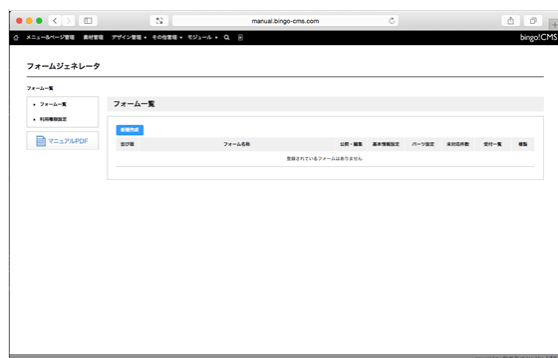 manual.bingo-cms.com
メニュー&ページ管理 素材管理 デザイン管理 その他管理 モジュール bingo!CMS
フォームジェネレータ
フォーム一覧
フォーム一覧
利用権限設定
マニュアルPDF
フォーム一覧
新規作成
並び順 フォーム名称 公開・編集 基本情報設定 パーツ設定 未対応件数 受付一覧 複製
登録されているフォームはありません